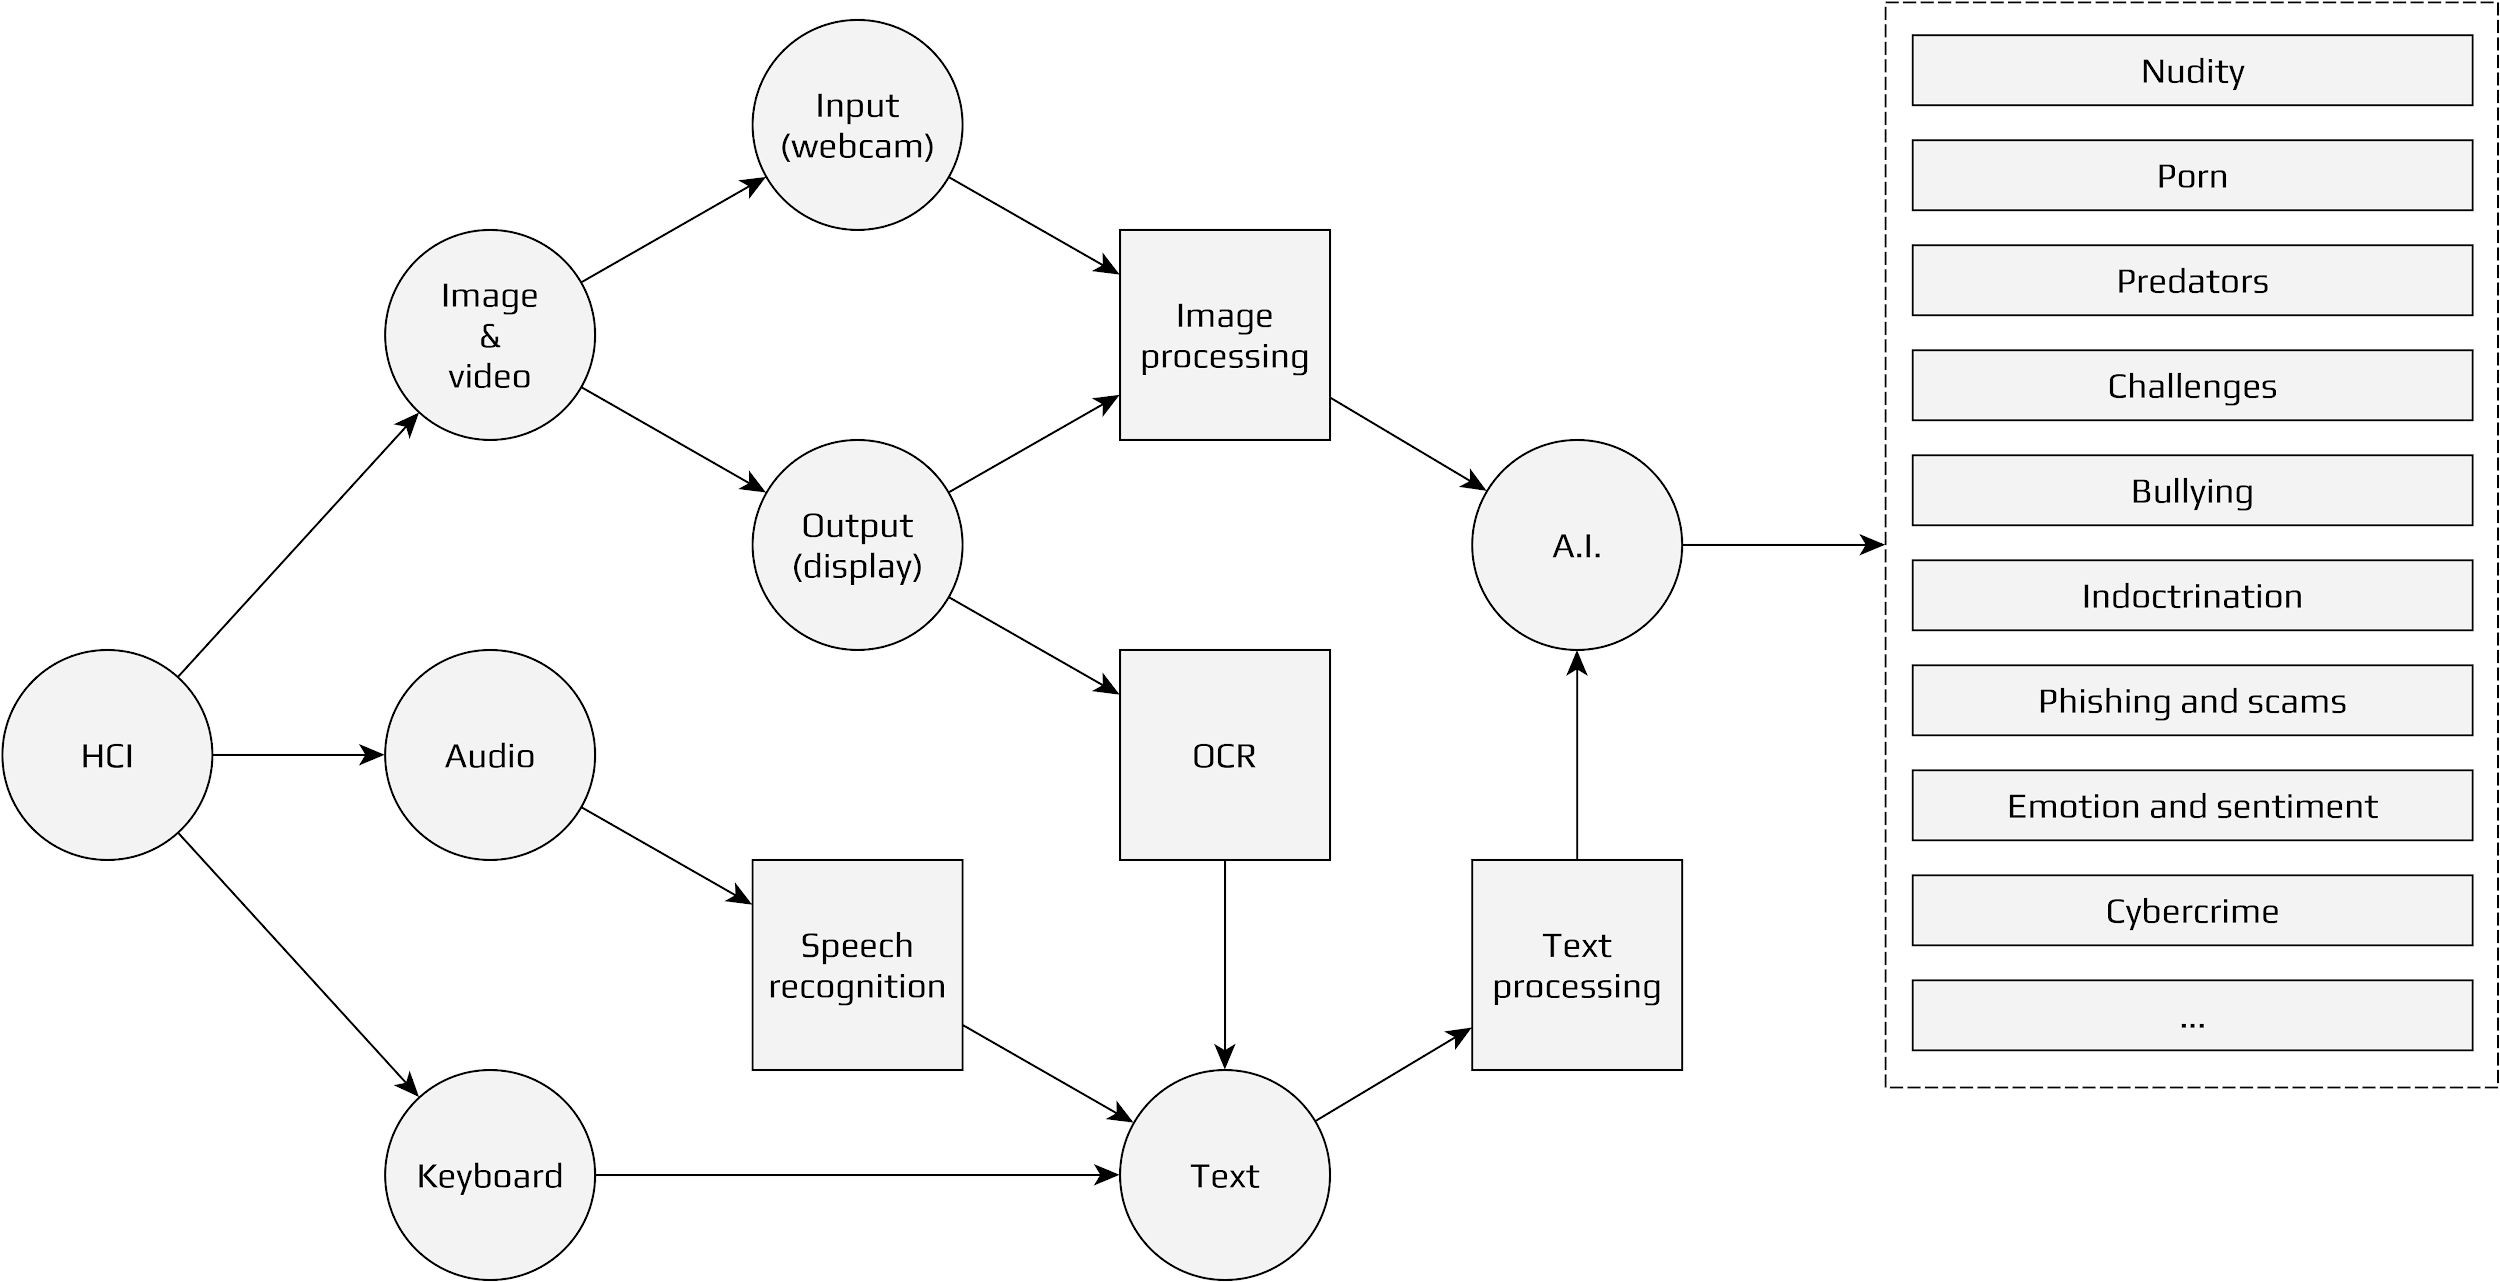 Input
(webcam)
Image
&
video
Image
processing
Output
(display)
A.I.
HCI
Audio
OCR
Speech
recognition
Text
processing
Keyboard
Text
Nudity
Porn
Predators
Challenges
Bullying
Indoctrination
Phishing and scams
Emotion and sentiment
Cybercrime
...